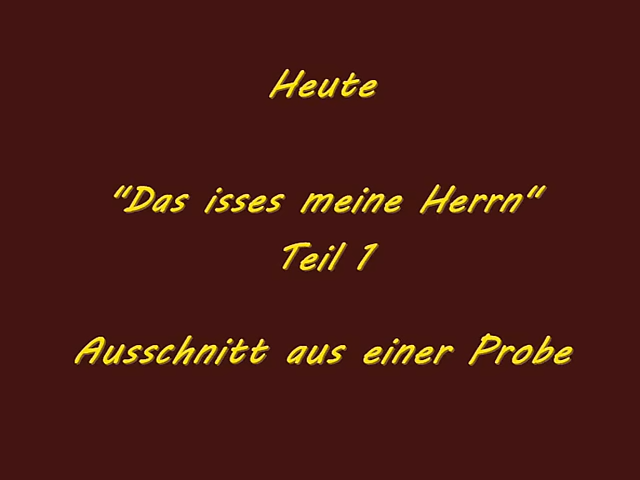 Heute
"Das isses meine Herrn"
Teil 1
Ausschnitt aus einer Probe